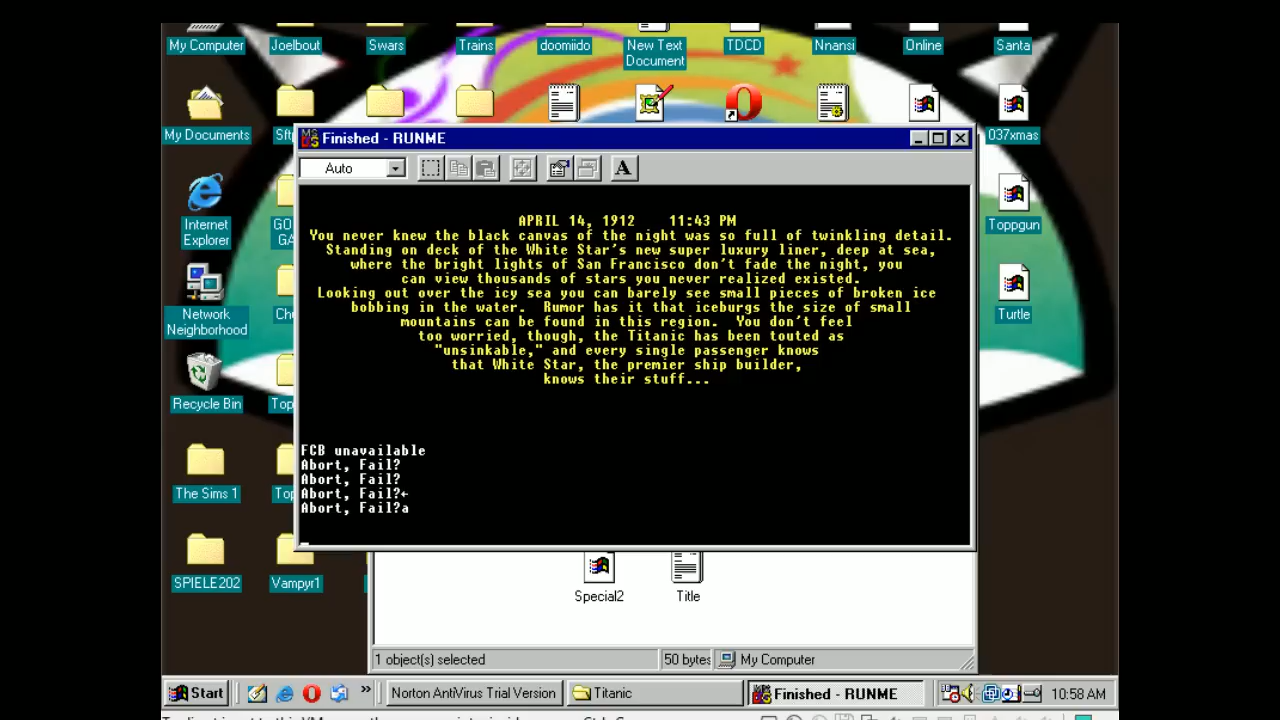 My Computer
Joelbout
Swars
Trains
doomiido
New Text
Document
TDCD
Nnansi
Online
Santa
My Documents
037xmas
Finished - RUNME
Auto
A
APRIL 14, 1912    11:43 PM
You never knew the black canvas of the night was so full of twinkling detail.
Standing on deck of the White Star's new super luxury liner, deep at sea,
where the bright lights of San Francisco don't fade the night, you
can view thousands of stars you never realized existed.
Looking out over the icy sea you can barely see small pieces of broken ice
bobbing in the water.  Rumor has it that iceburgs the size of small
mountains can be found in this region.  You don't feel
too worried, though, the Titanic has been touted as
"unsinkable," and every single passenger knows
that White Star, the premier ship builder,
knows their stuff...
FCB unavailable
Abort, Fail?
Abort, Fail?
Abort, Fail?←
Abort, Fail?a
Internet
Explorer
GO
GA
Toppgun
Network
Neighborhood
Turtle
Recycle Bin
The Sims 1
SPIELE202
Vampyr1
Special2
Title
1 object(s) selected
50 bytes
My Computer
Start
»
Norton AntiVirus Trial Version
Titanic
Finished - RUNME
10:58 AM